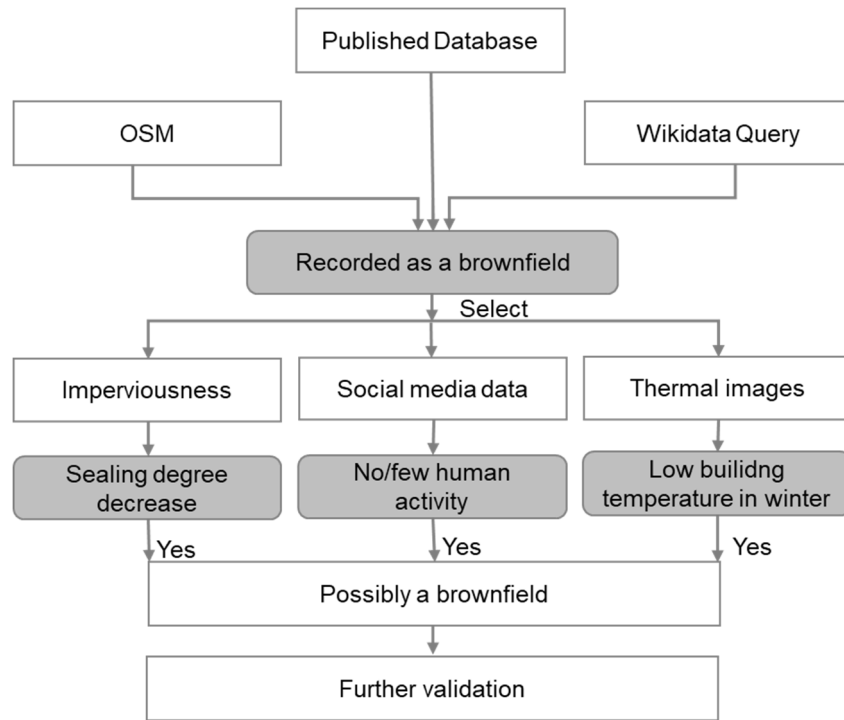 Published Database
OSM
Wikidata Query
Recorded as a brownfield
Select
Imperviousness
Social media data
Thermal images
Sealing degree
decrease
No/few human
activity
Low builidng
temperature in winter
Yes
Yes
Yes
Possibly a brownfield
Further validation